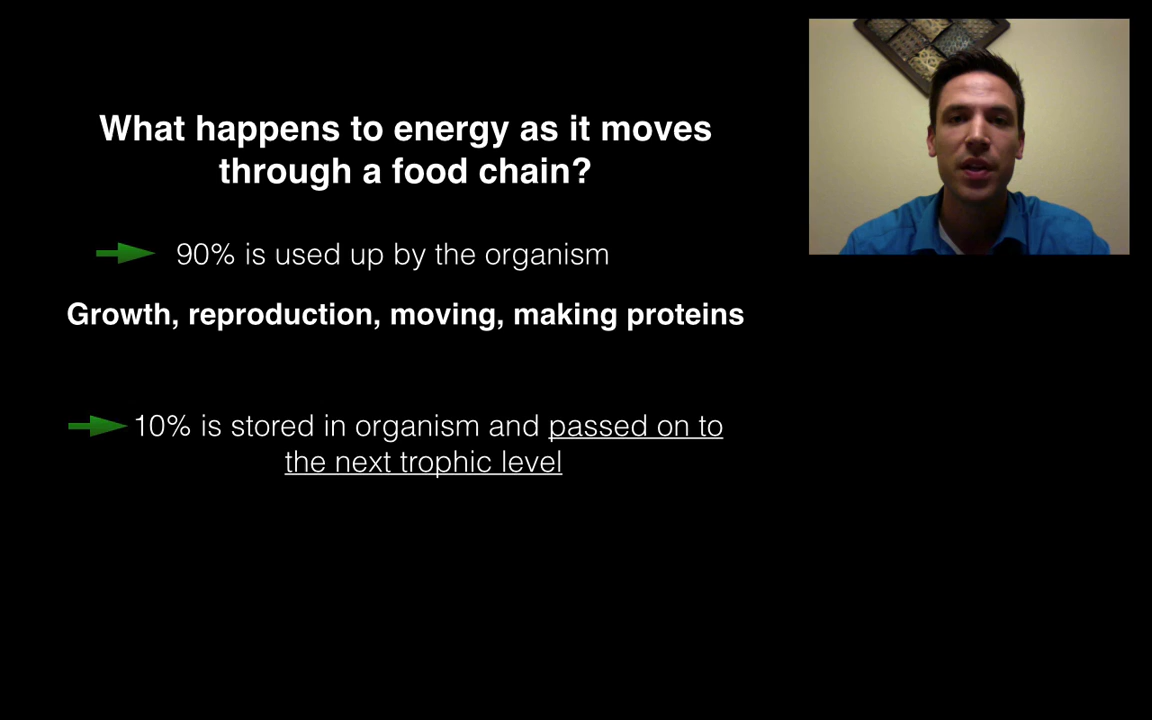 What happens to energy as it moves
through a food chain?
90% is used up by the organism
Growth, reproduction, moving, making proteins
10% is stored in organism and passed on to
the next trophic level